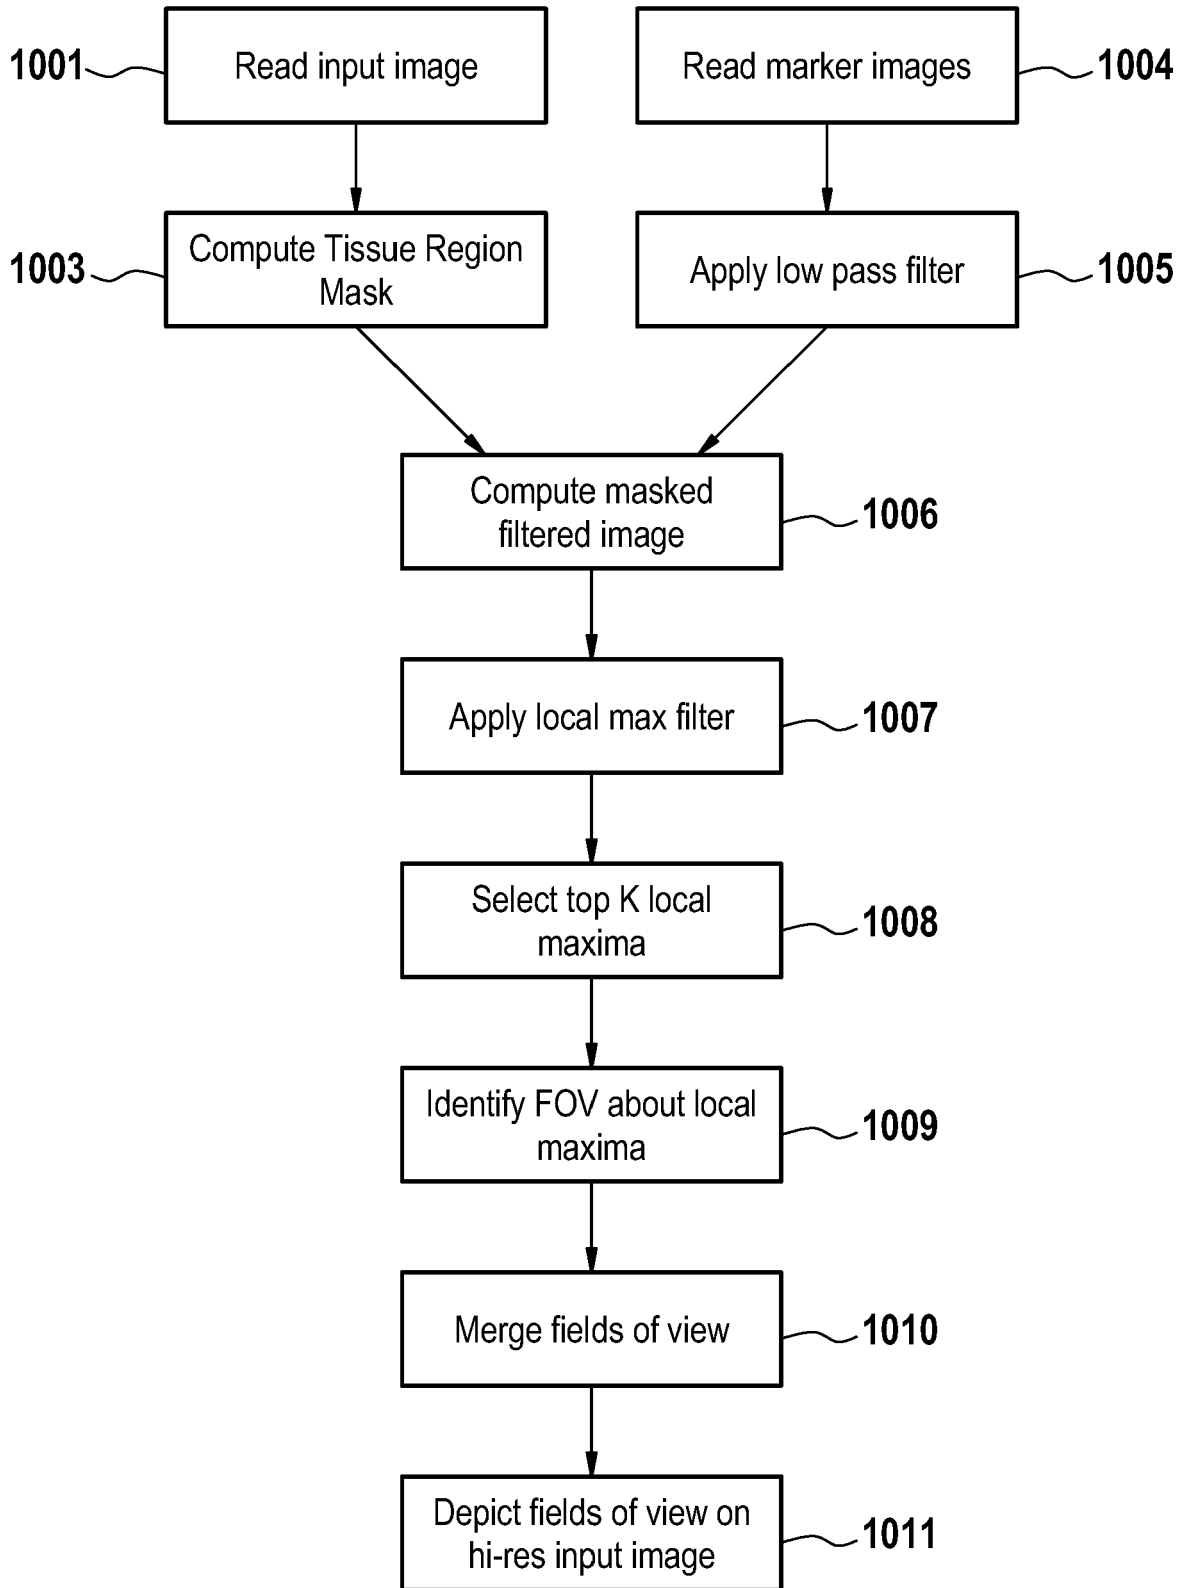 1001
Read input image
Read marker images
1004
1003
Compute Tissue Region
Mask
Apply low pass filter
1005
Compute masked
filtered image
1006
Apply local max filter
1007
Select top K local
maxima
1008
Identify FOV about local
maxima
1009
Merge fields of view
1010
Depict fields of view on
hi-res input image
1011